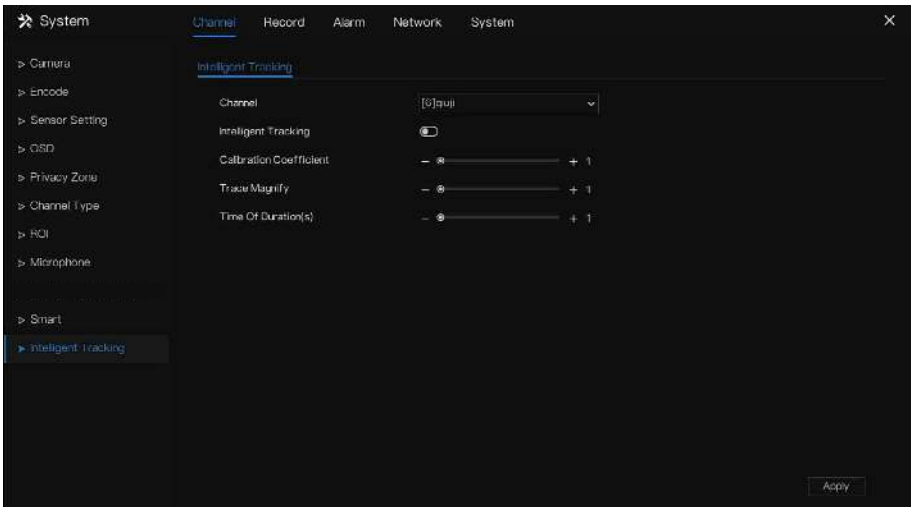 System
Channel Record Alarm Network System
Camera
Encode
Sensor Setting
OSD
Privacy Zone
Channel Type
ROI
Microphone
Smart
Intelligent Tracking
Intelligent Tracking
Channel [6]qiuji
Intelligent Tracking
Calibration Coefficient − + 1
Trace Magnify − + 1
Time Of Duration(s) − + 1
Apply